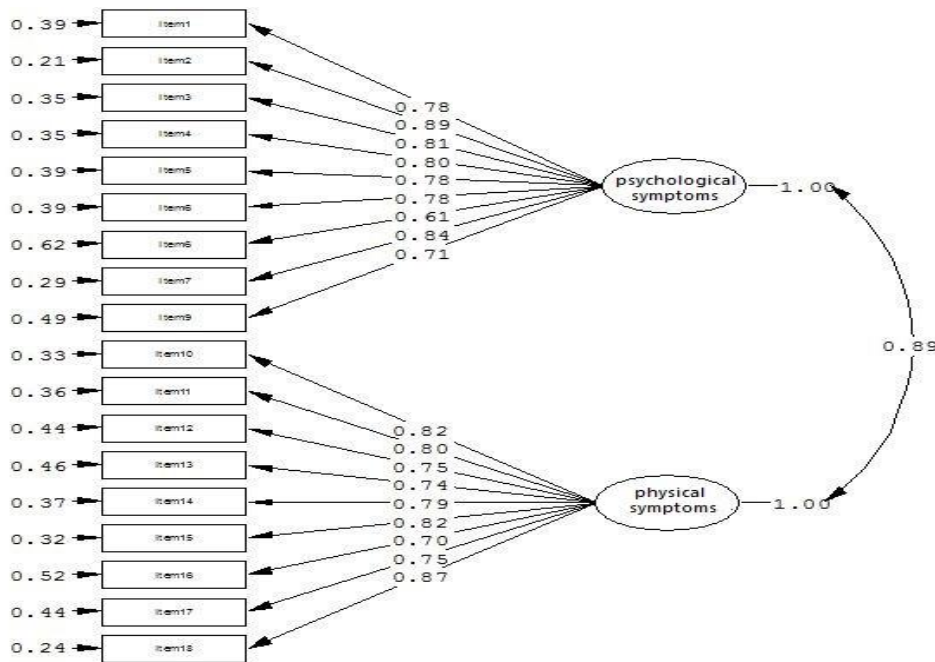 0.39 Item1
0.21 Item2
0.35 Item3
0.35 Item4
0.39 Item5
0.39 Item6
0.62 Item6
0.29 Item7
0.49 Item9
0.33 Item10
0.36 Item11
0.44 Item12
0.46 Item13
0.37 Item14
0.32 Item15
0.52 Item16
0.44 Item17
0.24 Item18
0.78
0.89
0.81
0.80
0.78
0.78
0.61
0.84
0.71
0.82
0.80
0.75
0.74
0.79
0.82
0.70
0.75
0.87
psychological
symptoms
1.00
physical
symptoms
1.00
0.89